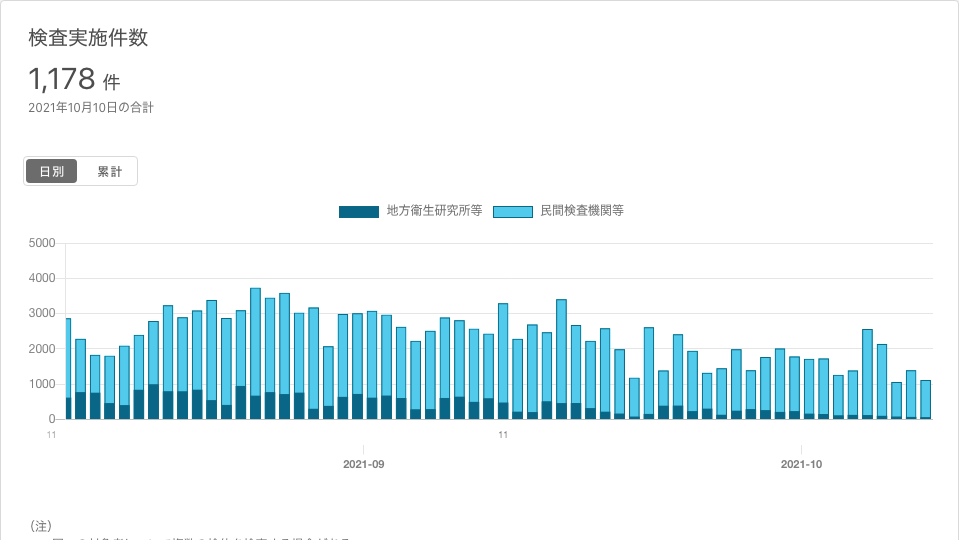 検査実施件数
1,178 件
2021年10月10日の合計
日別 累計
地方衛生研究所等 民間検査機関等
5000
4000
3000
2000
1000
0
11 11
2021-09 2021-10
（注）